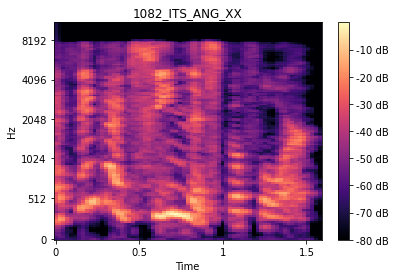 1082_ITS_ANG_XX
8192
4096
2048
1024
512
0
Hz
0
0.5
1
1.5
Time
-10 dB
-20 dB
-30 dB
-40 dB
-50 dB
-60 dB
-70 dB
-80 dB